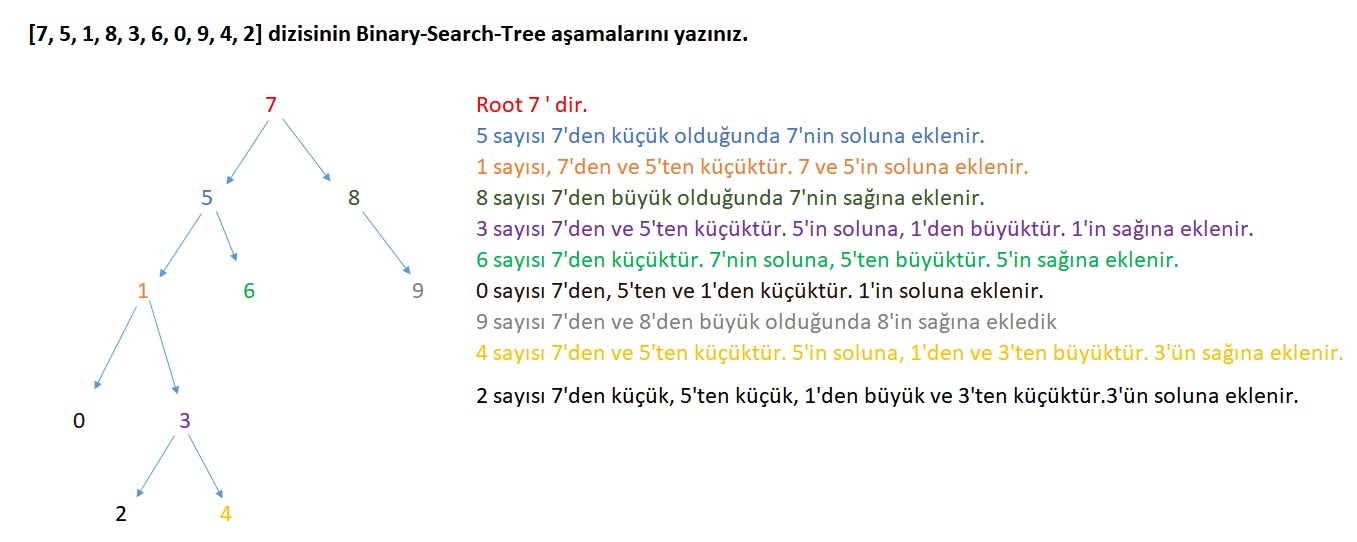 [7, 5, 1, 8, 3, 6, 0, 9, 4, 2] dizisinin Binary-Search-Tree aşamalarını yazınız.
7
5
8
1
6
9
0
3
2
4
Root 7 ' dir.
5 sayısı 7'den küçük olduğunda 7'nin soluna eklenir.
1 sayısı, 7'den ve 5'ten küçüktür. 7 ve 5'in soluna eklenir.
8 sayısı 7'den büyük olduğunda 7'nin sağına eklenir.
3 sayısı 7'den ve 5'ten küçüktür. 5'in soluna, 1'den büyüktür. 1'in sağına eklenir.
6 sayısı 7'den küçüktür. 7'nin soluna, 5'ten büyüktür. 5'in sağına eklenir.
0 sayısı 7'den, 5'ten ve 1'den küçüktür. 1'in soluna eklenir.
9 sayısı 7'den ve 8'den büyük olduğunda 8'in sağına ekledik
4 sayısı 7'den ve 5'ten küçüktür. 5'in soluna, 1'den ve 3'ten büyüktür. 3'ün sağına eklenir.
2 sayısı 7'den küçük, 5'ten küçük, 1'den büyük ve 3'ten küçüktür.3'ün soluna eklenir.